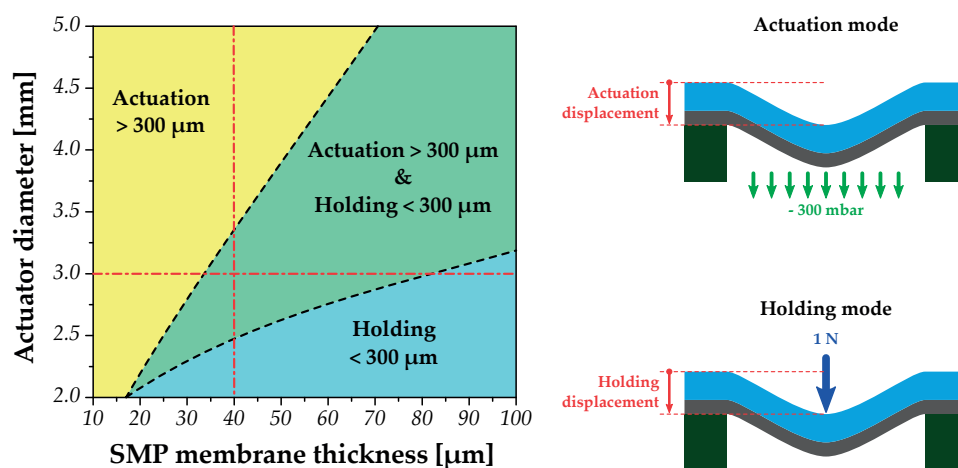 5.0
4.5
4.0
3.5
3.0
2.5
2.0
Actuator diameter [mm]
Actuation
> 300 µm
Actuation > 300 µm
&
Holding < 300 µm
Holding
< 300 µm
10 20 30 40 50 60 70 80 90 100
SMP membrane thickness [µm]
Actuation mode
Actuation
displacement
- 300 mbar
Holding mode
1 N
Holding
displacement